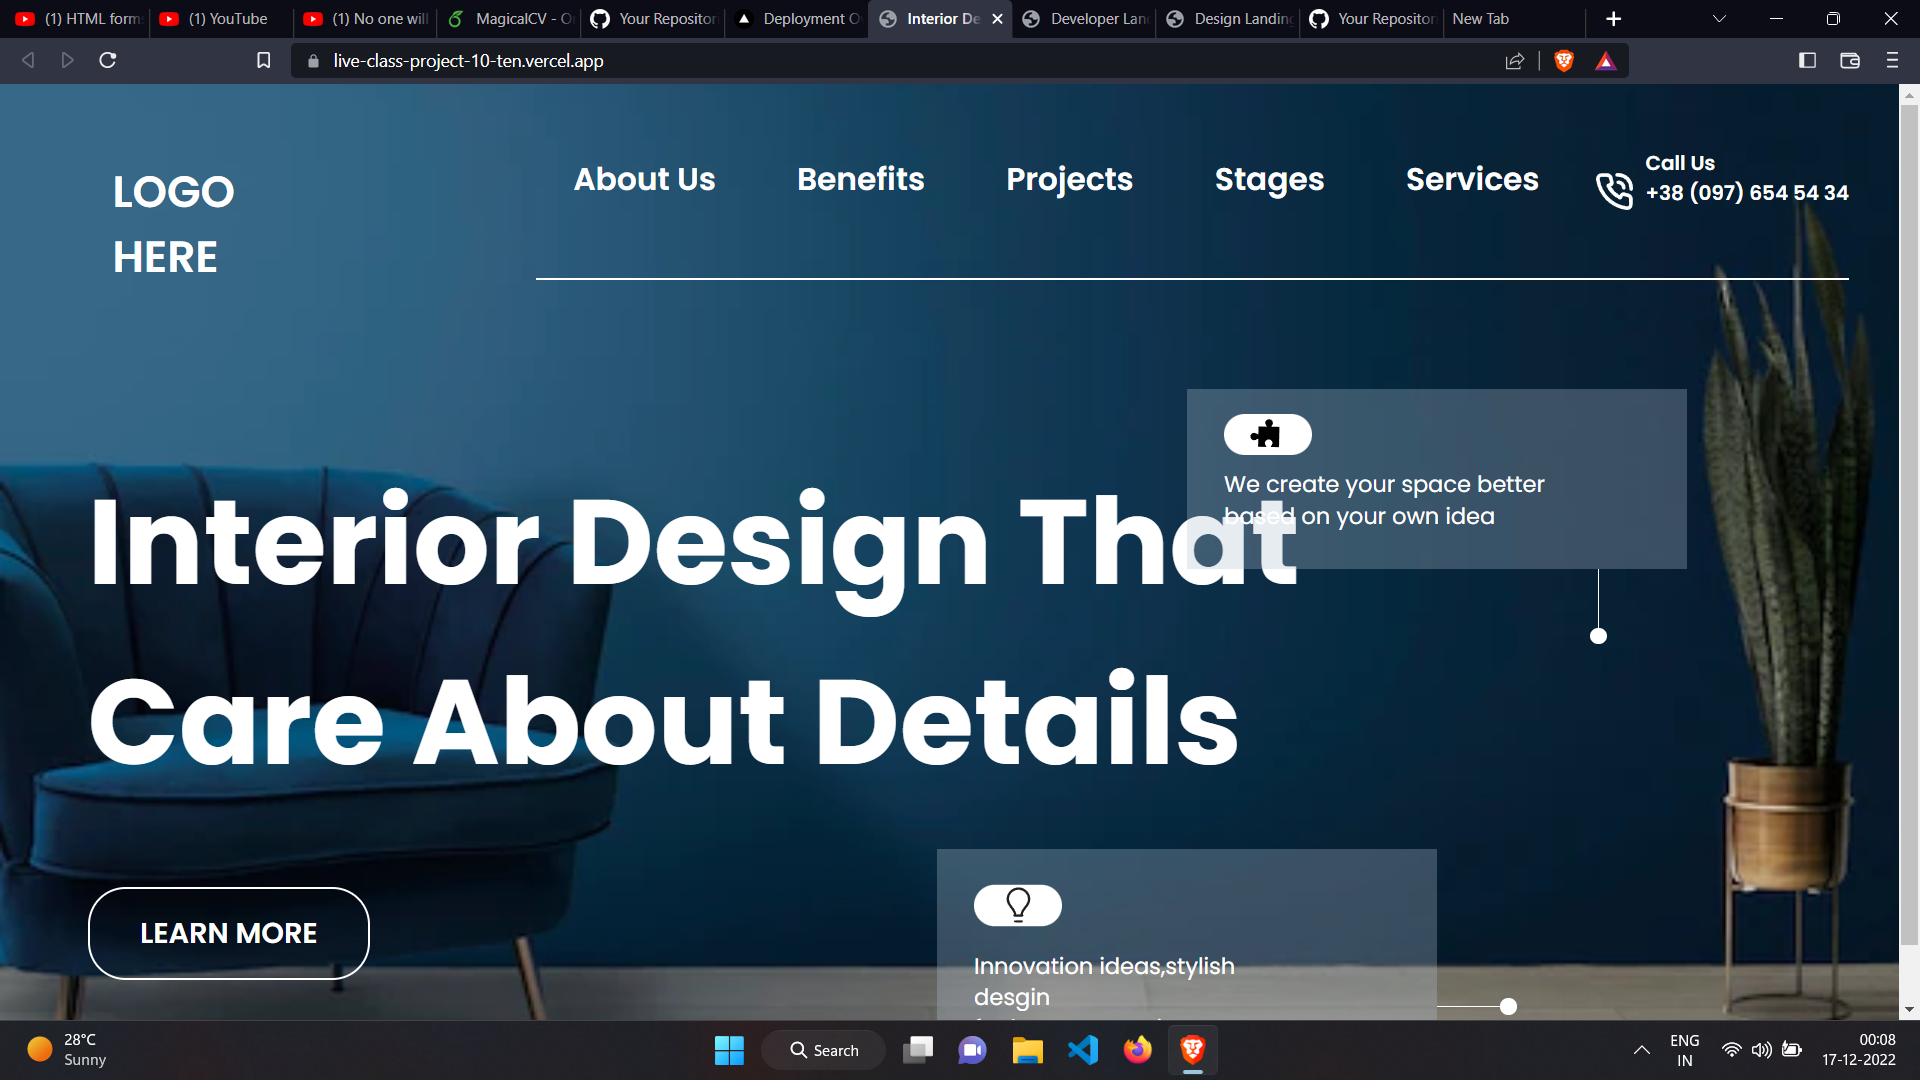 (1) HTML form
(1) YouTube
(1) No one will
MagicalCV - O
Your Repositor
Deployment O
Interior De
Developer Lan
Design Landing
Your Repositor
New Tab
live-class-project-10-ten.vercel.app
LOGO
HERE
About Us
Benefits
Projects
Stages
Services
Call Us
+38 (097) 654 54 34
We create your space better
based on your own idea
Interior Design That
Care About Details
LEARN MORE
Innovation ideas,stylish
desgin
28°C
Sunny
Search
ENG
IN
00:08
17-12-2022